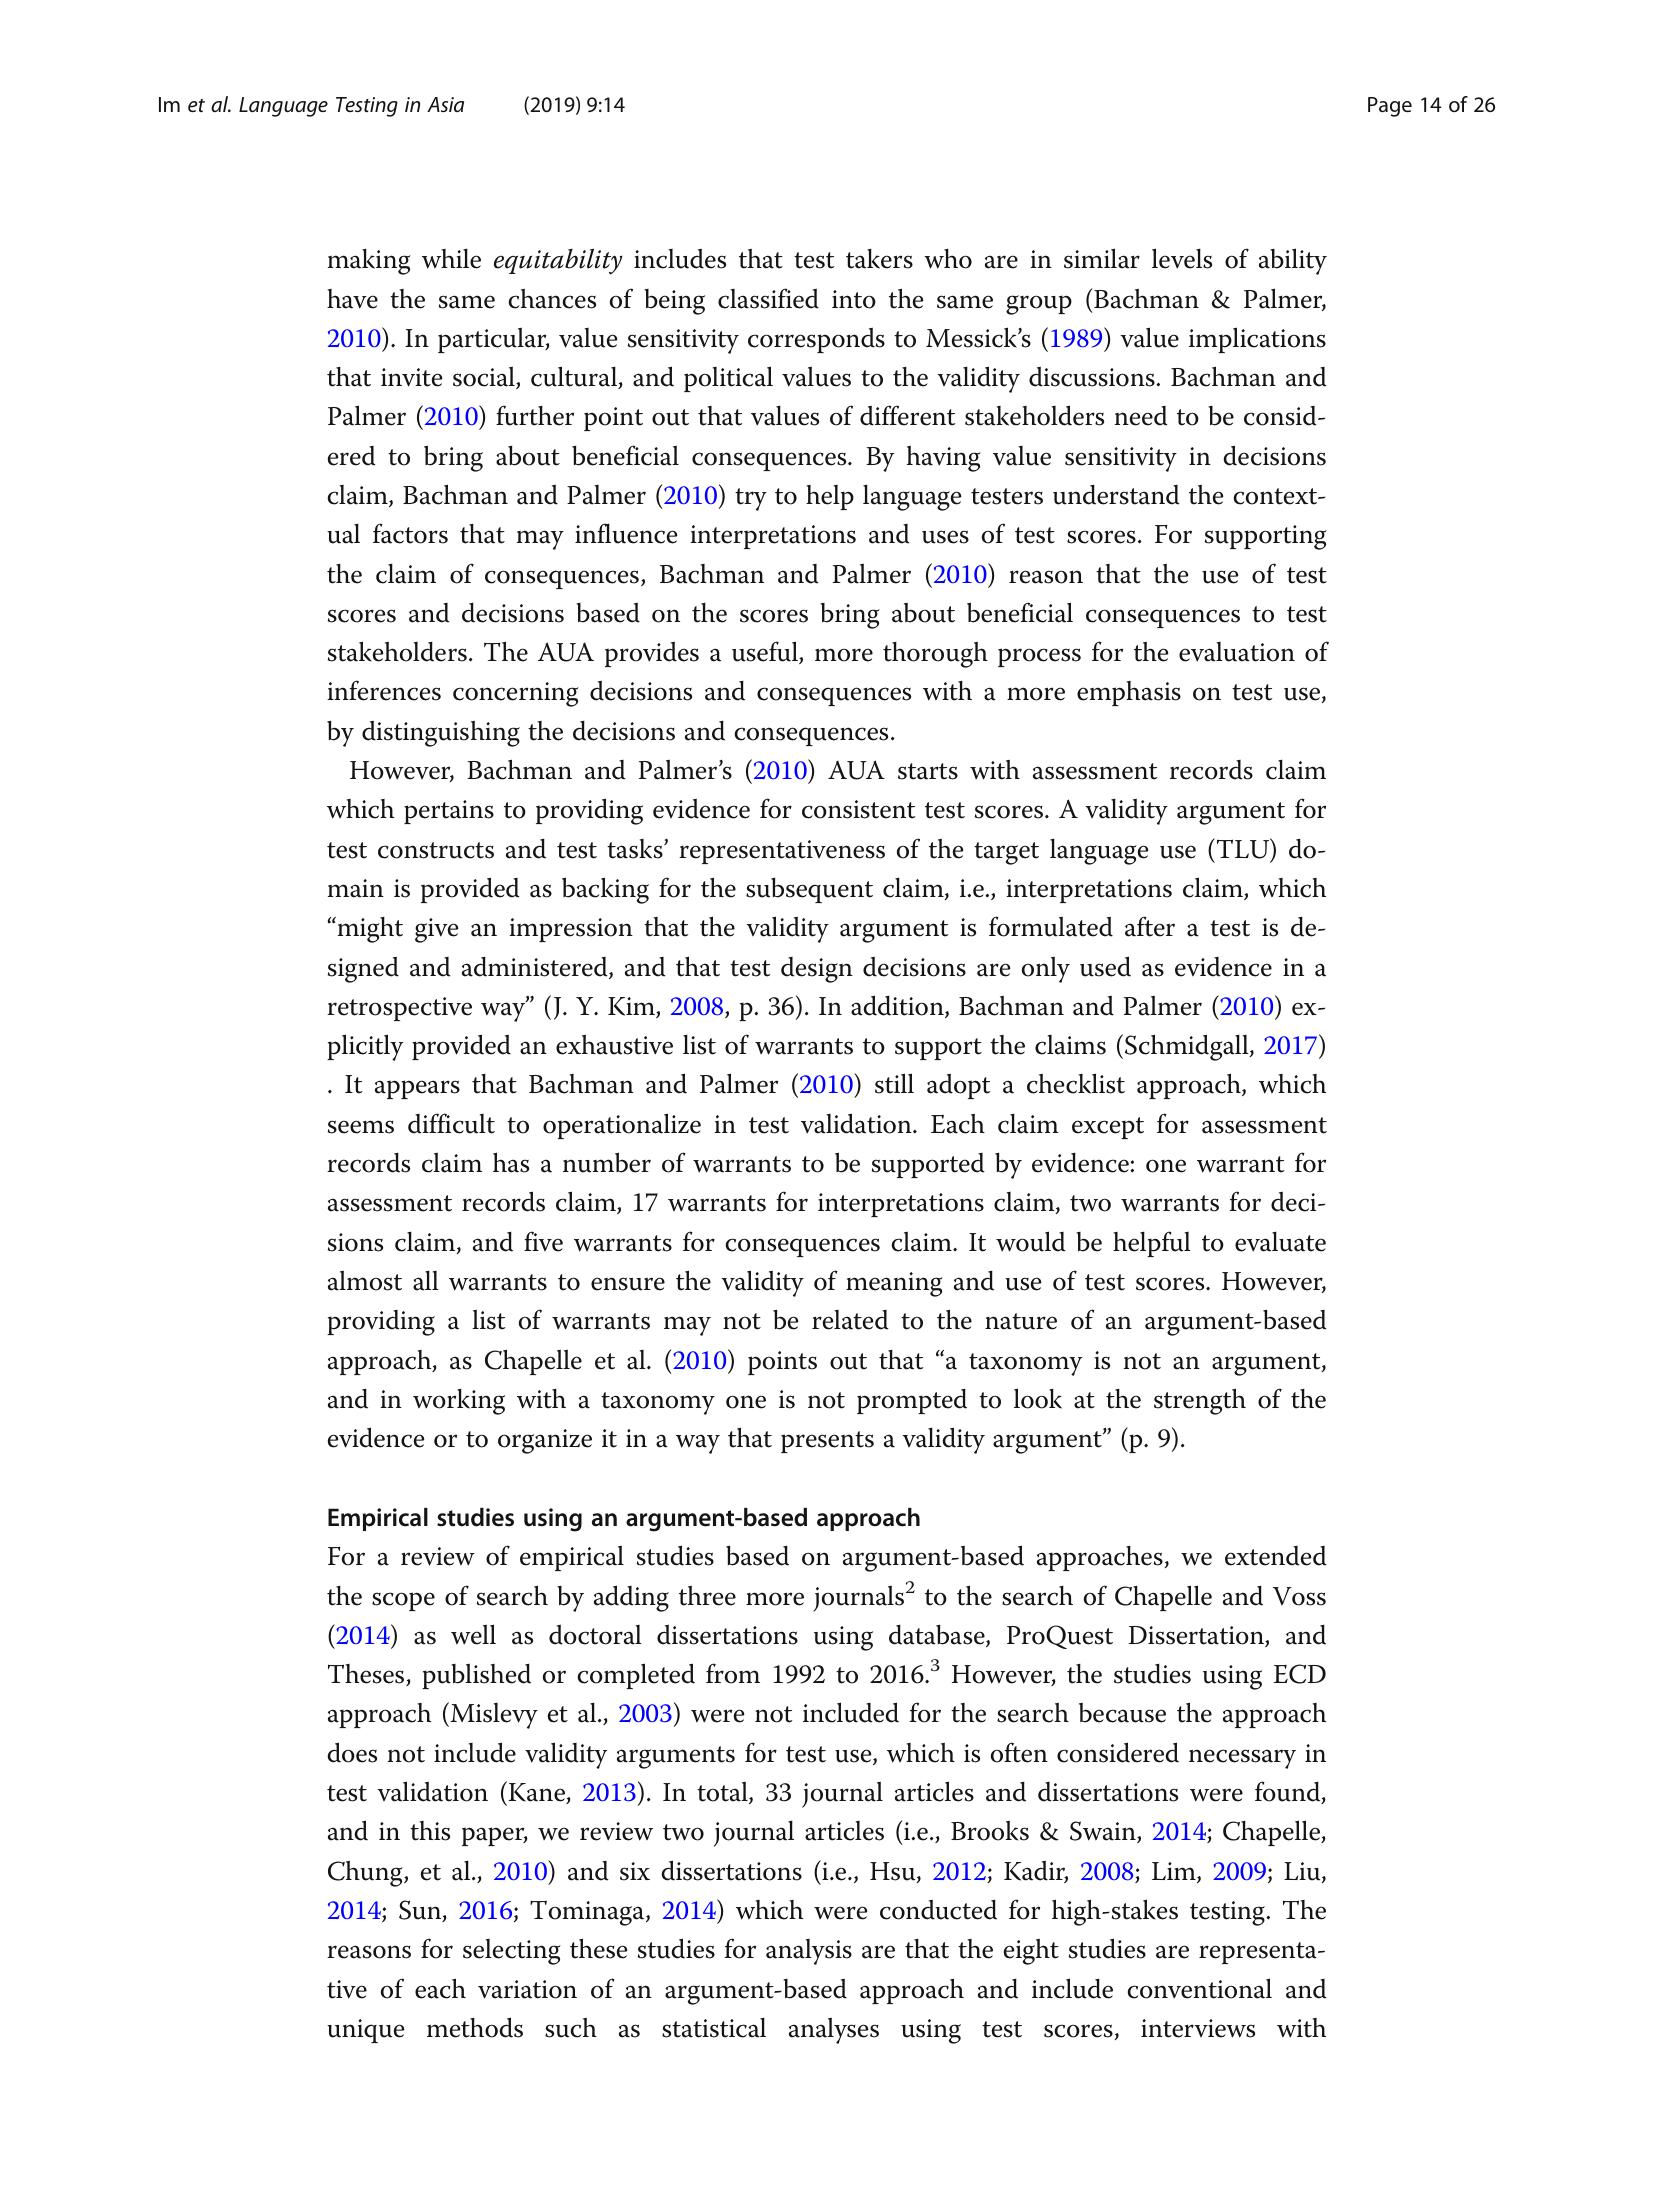 Im et al. Language Testing in Asia (2019) 9:14 Page 14 of 26
making while equitability includes that test takers who are in similar levels of ability
have the same chances of being classified into the same group (Bachman & Palmer,
2010). In particular, value sensitivity corresponds to Messick’s (1989) value implications
that invite social, cultural, and political values to the validity discussions. Bachman and
Palmer (2010) further point out that values of different stakeholders need to be consid-
ered to bring about beneficial consequences. By having value sensitivity in decisions
claim, Bachman and Palmer (2010) try to help language testers understand the context-
ual factors that may influence interpretations and uses of test scores. For supporting
the claim of consequences, Bachman and Palmer (2010) reason that the use of test
scores and decisions based on the scores bring about beneficial consequences to test
stakeholders. The AUA provides a useful, more thorough process for the evaluation of
inferences concerning decisions and consequences with a more emphasis on test use,
by distinguishing the decisions and consequences.
However, Bachman and Palmer’s (2010) AUA starts with assessment records claim
which pertains to providing evidence for consistent test scores. A validity argument for
test constructs and test tasks’ representativeness of the target language use (TLU) do-
main is provided as backing for the subsequent claim, i.e., interpretations claim, which
“might give an impression that the validity argument is formulated after a test is de-
signed and administered, and that test design decisions are only used as evidence in a
retrospective way” (J. Y. Kim, 2008, p. 36). In addition, Bachman and Palmer (2010) ex-
plicitly provided an exhaustive list of warrants to support the claims (Schmidgall, 2017)
. It appears that Bachman and Palmer (2010) still adopt a checklist approach, which
seems difficult to operationalize in test validation. Each claim except for assessment
records claim has a number of warrants to be supported by evidence: one warrant for
assessment records claim, 17 warrants for interpretations claim, two warrants for deci-
sions claim, and five warrants for consequences claim. It would be helpful to evaluate
almost all warrants to ensure the validity of meaning and use of test scores. However,
providing a list of warrants may not be related to the nature of an argument-based
approach, as Chapelle et al. (2010) points out that “a taxonomy is not an argument,
and in working with a taxonomy one is not prompted to look at the strength of the
evidence or to organize it in a way that presents a validity argument” (p. 9).
Empirical studies using an argument-based approach
For a review of empirical studies based on argument-based approaches, we extended
the scope of search by adding three more journals2 to the search of Chapelle and Voss
(2014) as well as doctoral dissertations using database, ProQuest Dissertation, and
Theses, published or completed from 1992 to 2016.3 However, the studies using ECD
approach (Mislevy et al., 2003) were not included for the search because the approach
does not include validity arguments for test use, which is often considered necessary in
test validation (Kane, 2013). In total, 33 journal articles and dissertations were found,
and in this paper, we review two journal articles (i.e., Brooks & Swain, 2014; Chapelle,
Chung, et al., 2010) and six dissertations (i.e., Hsu, 2012; Kadir, 2008; Lim, 2009; Liu,
2014; Sun, 2016; Tominaga, 2014) which were conducted for high-stakes testing. The
reasons for selecting these studies for analysis are that the eight studies are representa-
tive of each variation of an argument-based approach and include conventional and
unique methods such as statistical analyses using test scores, interviews with